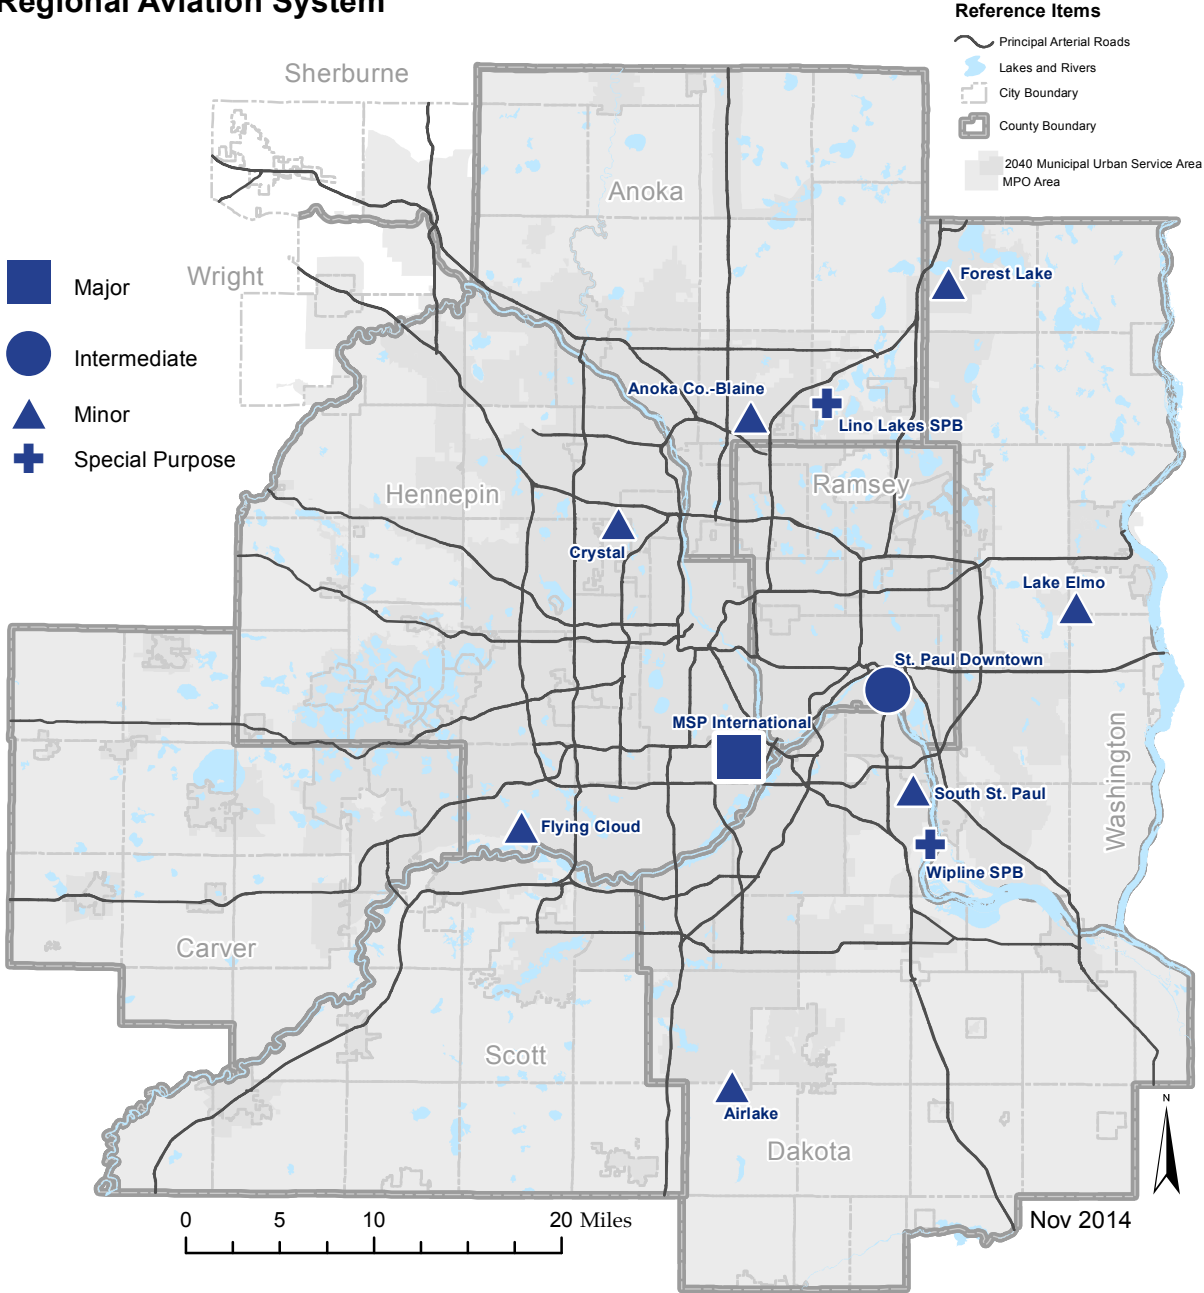 Regional Aviation System
Reference Items
Principal Arterial Roads
Lakes and Rivers
City Boundary
County Boundary
2040 Municipal Urban Service Area
MPO Area
Sherburne
Anoka
Wright
Major
Intermediate
Minor
Special Purpose
Forest Lake
Anoka Co.-Blaine
Lino Lakes SPB
Hennepin
Ramsey
Crystal
Lake Elmo
St. Paul Downtown
MSP International
Washington
South St. Paul
Flying Cloud
Wipline SPB
Carver
Scott
Airlake
Dakota
N
0 5 10 20 Miles
Nov 2014